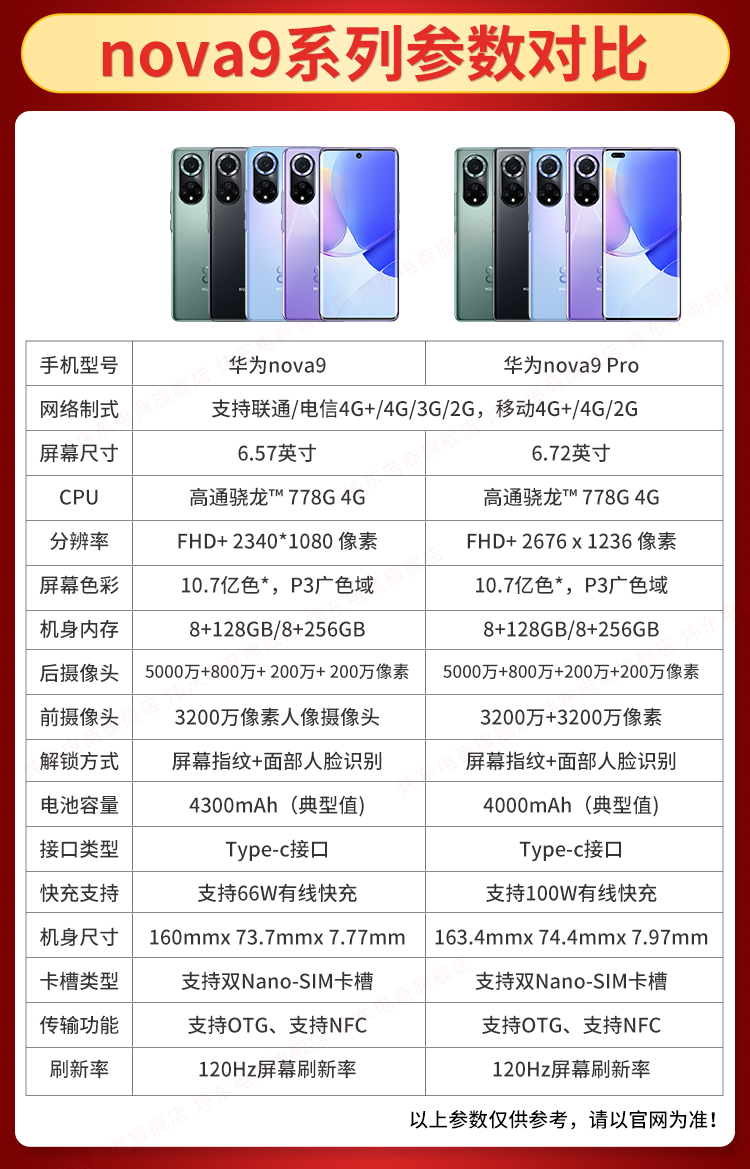 nova9系列参数对比
手机型号 华为nova9 华为nova9 Pro
网络制式 支持联通/电信4G+/4G/3G/2G，移动4G+/4G/2G
屏幕尺寸 6.57英寸 6.72英寸
CPU 高通骁龙™ 778G 4G 高通骁龙™ 778G 4G
分辨率 FHD+ 2340*1080 像素 FHD+ 2676 x 1236 像素
屏幕色彩 10.7亿色*，P3广色域 10.7亿色*，P3广色域
机身内存 8+128GB/8+256GB 8+128GB/8+256GB
后摄像头 5000万+800万+ 200万+ 200万像素 5000万+800万+200万+200万像素
前摄像头 3200万像素人像摄像头 3200万+3200万像素
解锁方式 屏幕指纹+面部人脸识别 屏幕指纹+面部人脸识别
电池容量 4300mAh（典型值) 4000mAh（典型值)
接口类型 Type-c接口 Type-c接口
快充支持 支持66W有线快充 支持100W有线快充
机身尺寸 160mmx 73.7mmx 7.77mm 163.4mmx 74.4mmx 7.97mm
卡槽类型 支持双Nano-SIM卡槽 支持双Nano-SIM卡槽
传输功能 支持OTG、支持NFC 支持OTG、支持NFC
刷新率 120Hz屏幕刷新率 120Hz屏幕刷新率
以上参数仅供参考，请以官网为准！